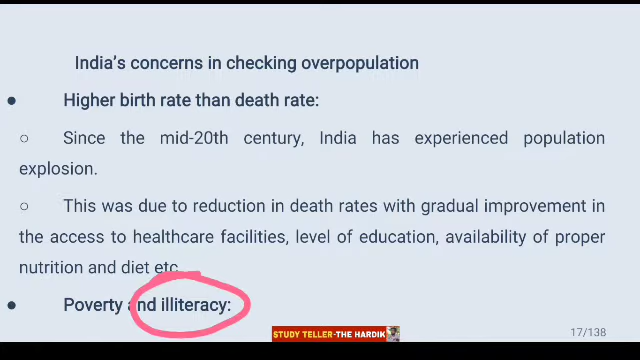 India's concerns in checking overpopulation
● Higher birth rate than death rate:
○ Since the mid-20th century, India has experienced population
explosion.
○ This was due to reduction in death rates with gradual improvement in
the access to healthcare facilities, level of education, availability of proper
nutrition and diet etc.
● Poverty and illiteracy:
STUDY TELLER-THE HARDIK
17/138